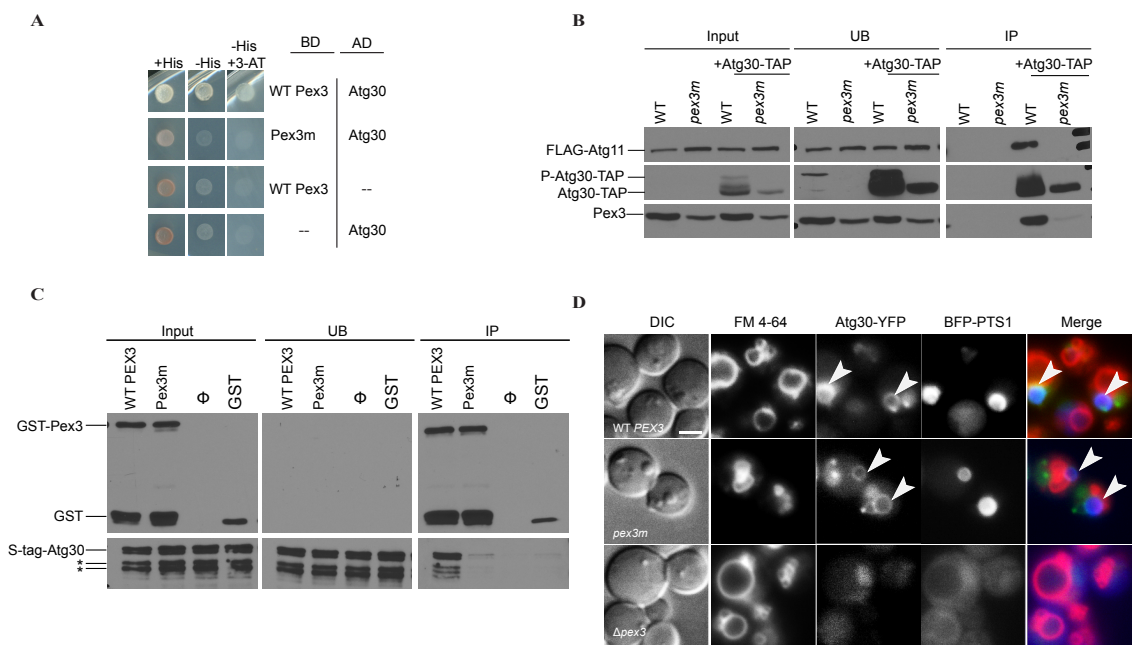 A
+His -His -His +3-AT BD AD
WT Pex3 Atg30
Pex3m Atg30
WT Pex3 --
-- Atg30
B
Input UB IP
+Atg30-TAP +Atg30-TAP +Atg30-TAP
WT pex3m WT pex3m WT pex3m WT pex3m WT pex3m WT pex3m
FLAG-Atg11
P-Atg30-TAP
Atg30-TAP
Pex3
C
Input UB IP
WT PEX3 Pex3m Φ GST WT PEX3 Pex3m Φ GST WT PEX3 Pex3m Φ GST
GST-Pex3
GST
S-tag-Atg30
*
*
D
DIC FM 4-64 Atg30-YFP BFP-PTS1 Merge
WT PEX3
pex3m
Δpex3